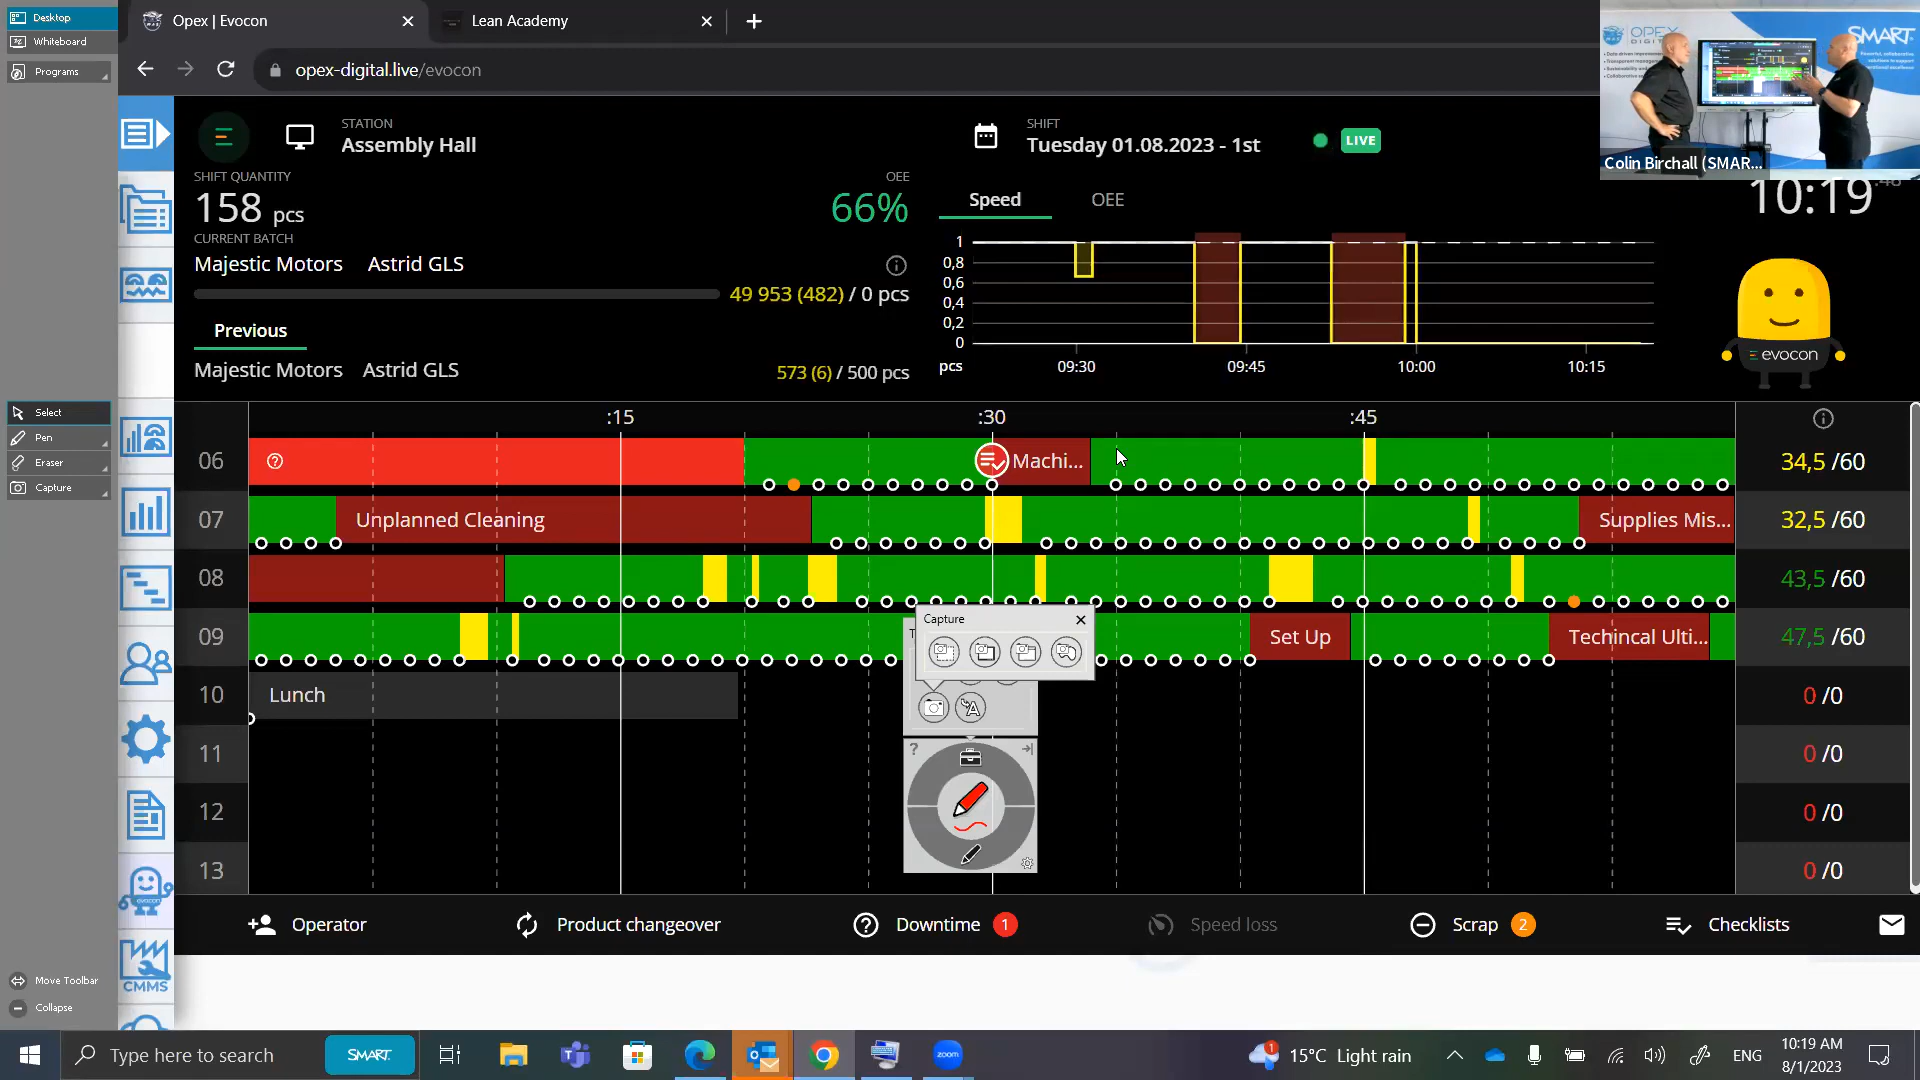 Desktop
Whiteboard
Programs
Opex | Evocon
Lean Academy
opex-digital.live/evocon
OPEX
SMART
Colin Birchall (SMAR...
STATION
Assembly Hall
SHIFT
Tuesday 01.08.2023 - 1st
LIVE
10:19
SHIFT QUANTITY
158 pcs
OEE
66%
CURRENT BATCH
Majestic Motors Astrid GLS
49 953 (482) / 0 pcs
Previous
Majestic Motors Astrid GLS
573 (6) / 500 pcs
Speed OEE
1
0,8
0,6
0,4
0,2
0
pcs 09:30 09:45 10:00 10:15
evocon
:15 :30 :45
06 Machi... 34,5 /60
07 Unplanned Cleaning Supplies Mis... 32,5 /60
08 43,5 /60
09 Set Up Techincal Ulti... 47,5 /60
10 Lunch 0 /0
11 0 /0
12 0 /0
13 0 /0
Select
Pen
Eraser
Capture
Capture
?
Operator Product changeover Downtime 1 Speed loss Scrap 2 Checklists
evocon
CMMS
Move Toolbar
Collapse
Type here to search SMART zoom 1 15°C Light rain ENG 10:19 AM
8/1/2023